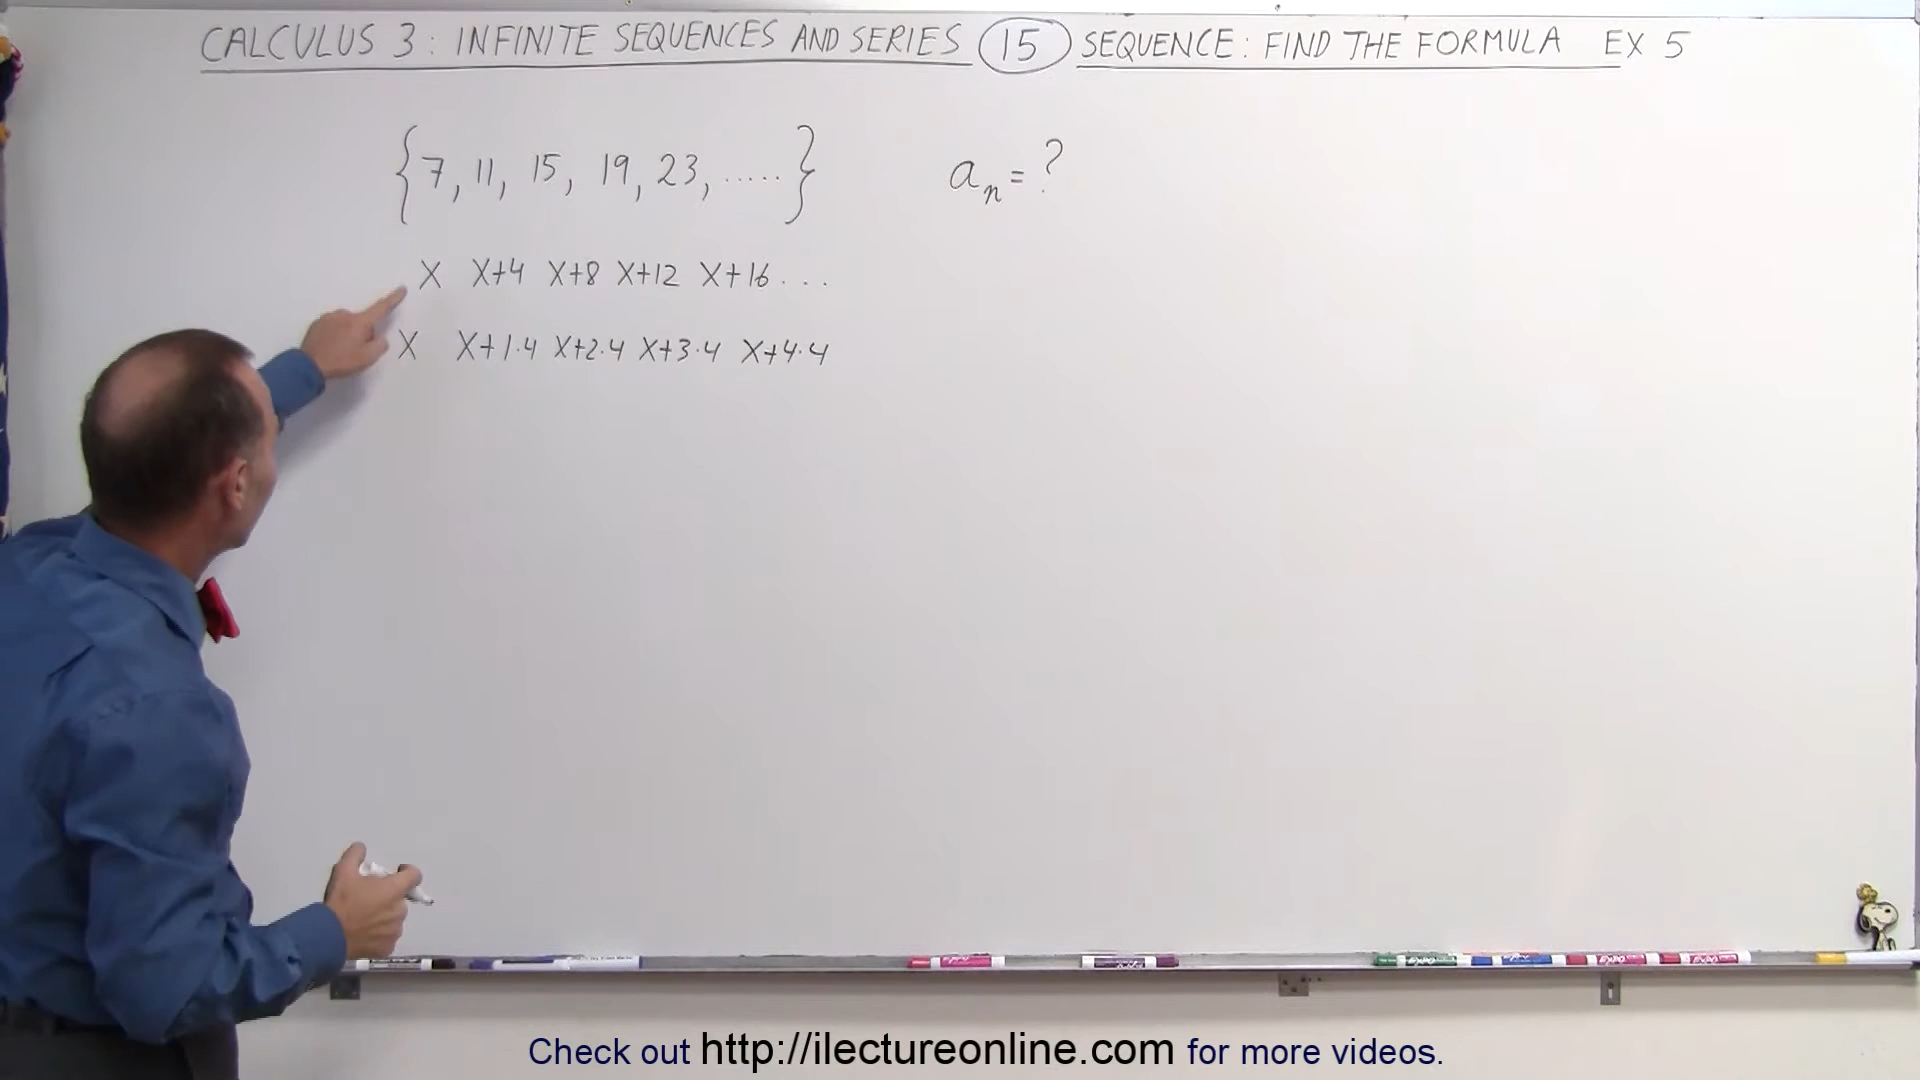 CALCULUS 3: INFINITE SEQUENCES AND SERIES 15 SEQUENCE: FIND THE FORMULA EX 5
{7, 11, 15, 19, 23, .....} aₙ = ?
X X+4 X+8 X+12 X+16 ...
X X+1·4 X+2·4 X+3·4 X+4·4
Check out http://ilectureonline.com for more videos.